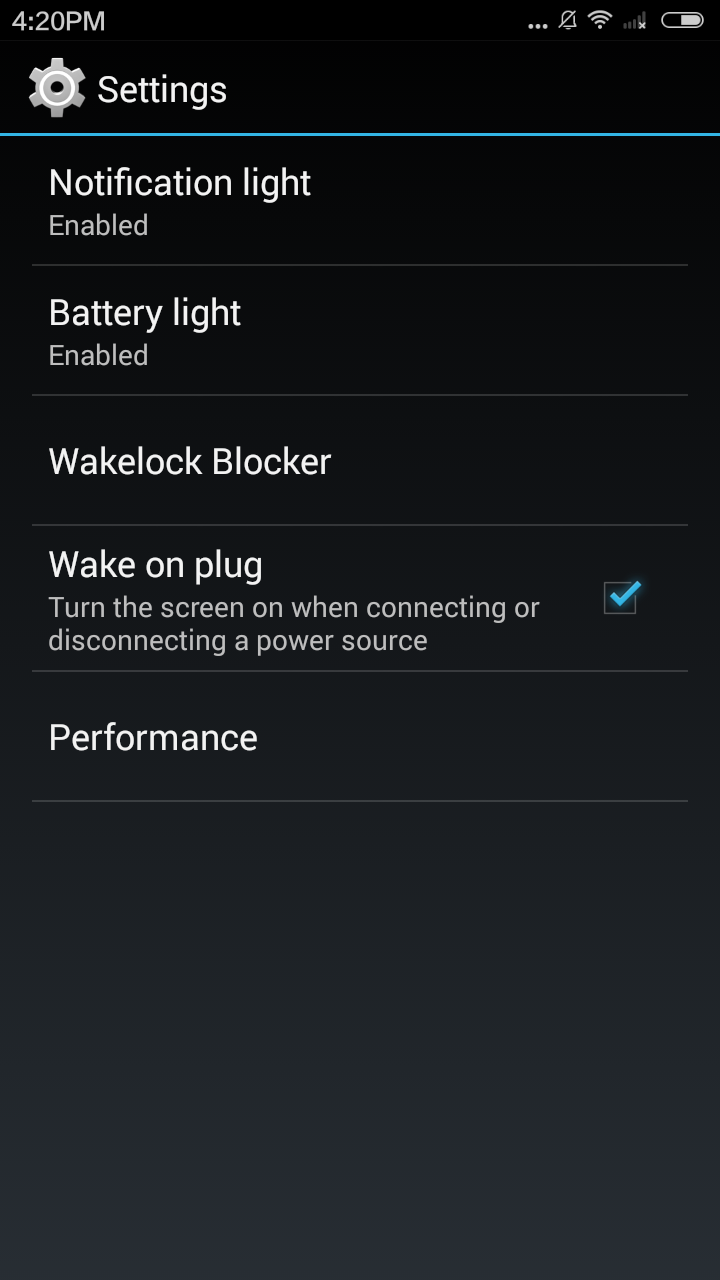 4:20PM
Settings
Notification light
Enabled
Battery light
Enabled
Wakelock Blocker
Wake on plug
Turn the screen on when connecting or
disconnecting a power source
Performance